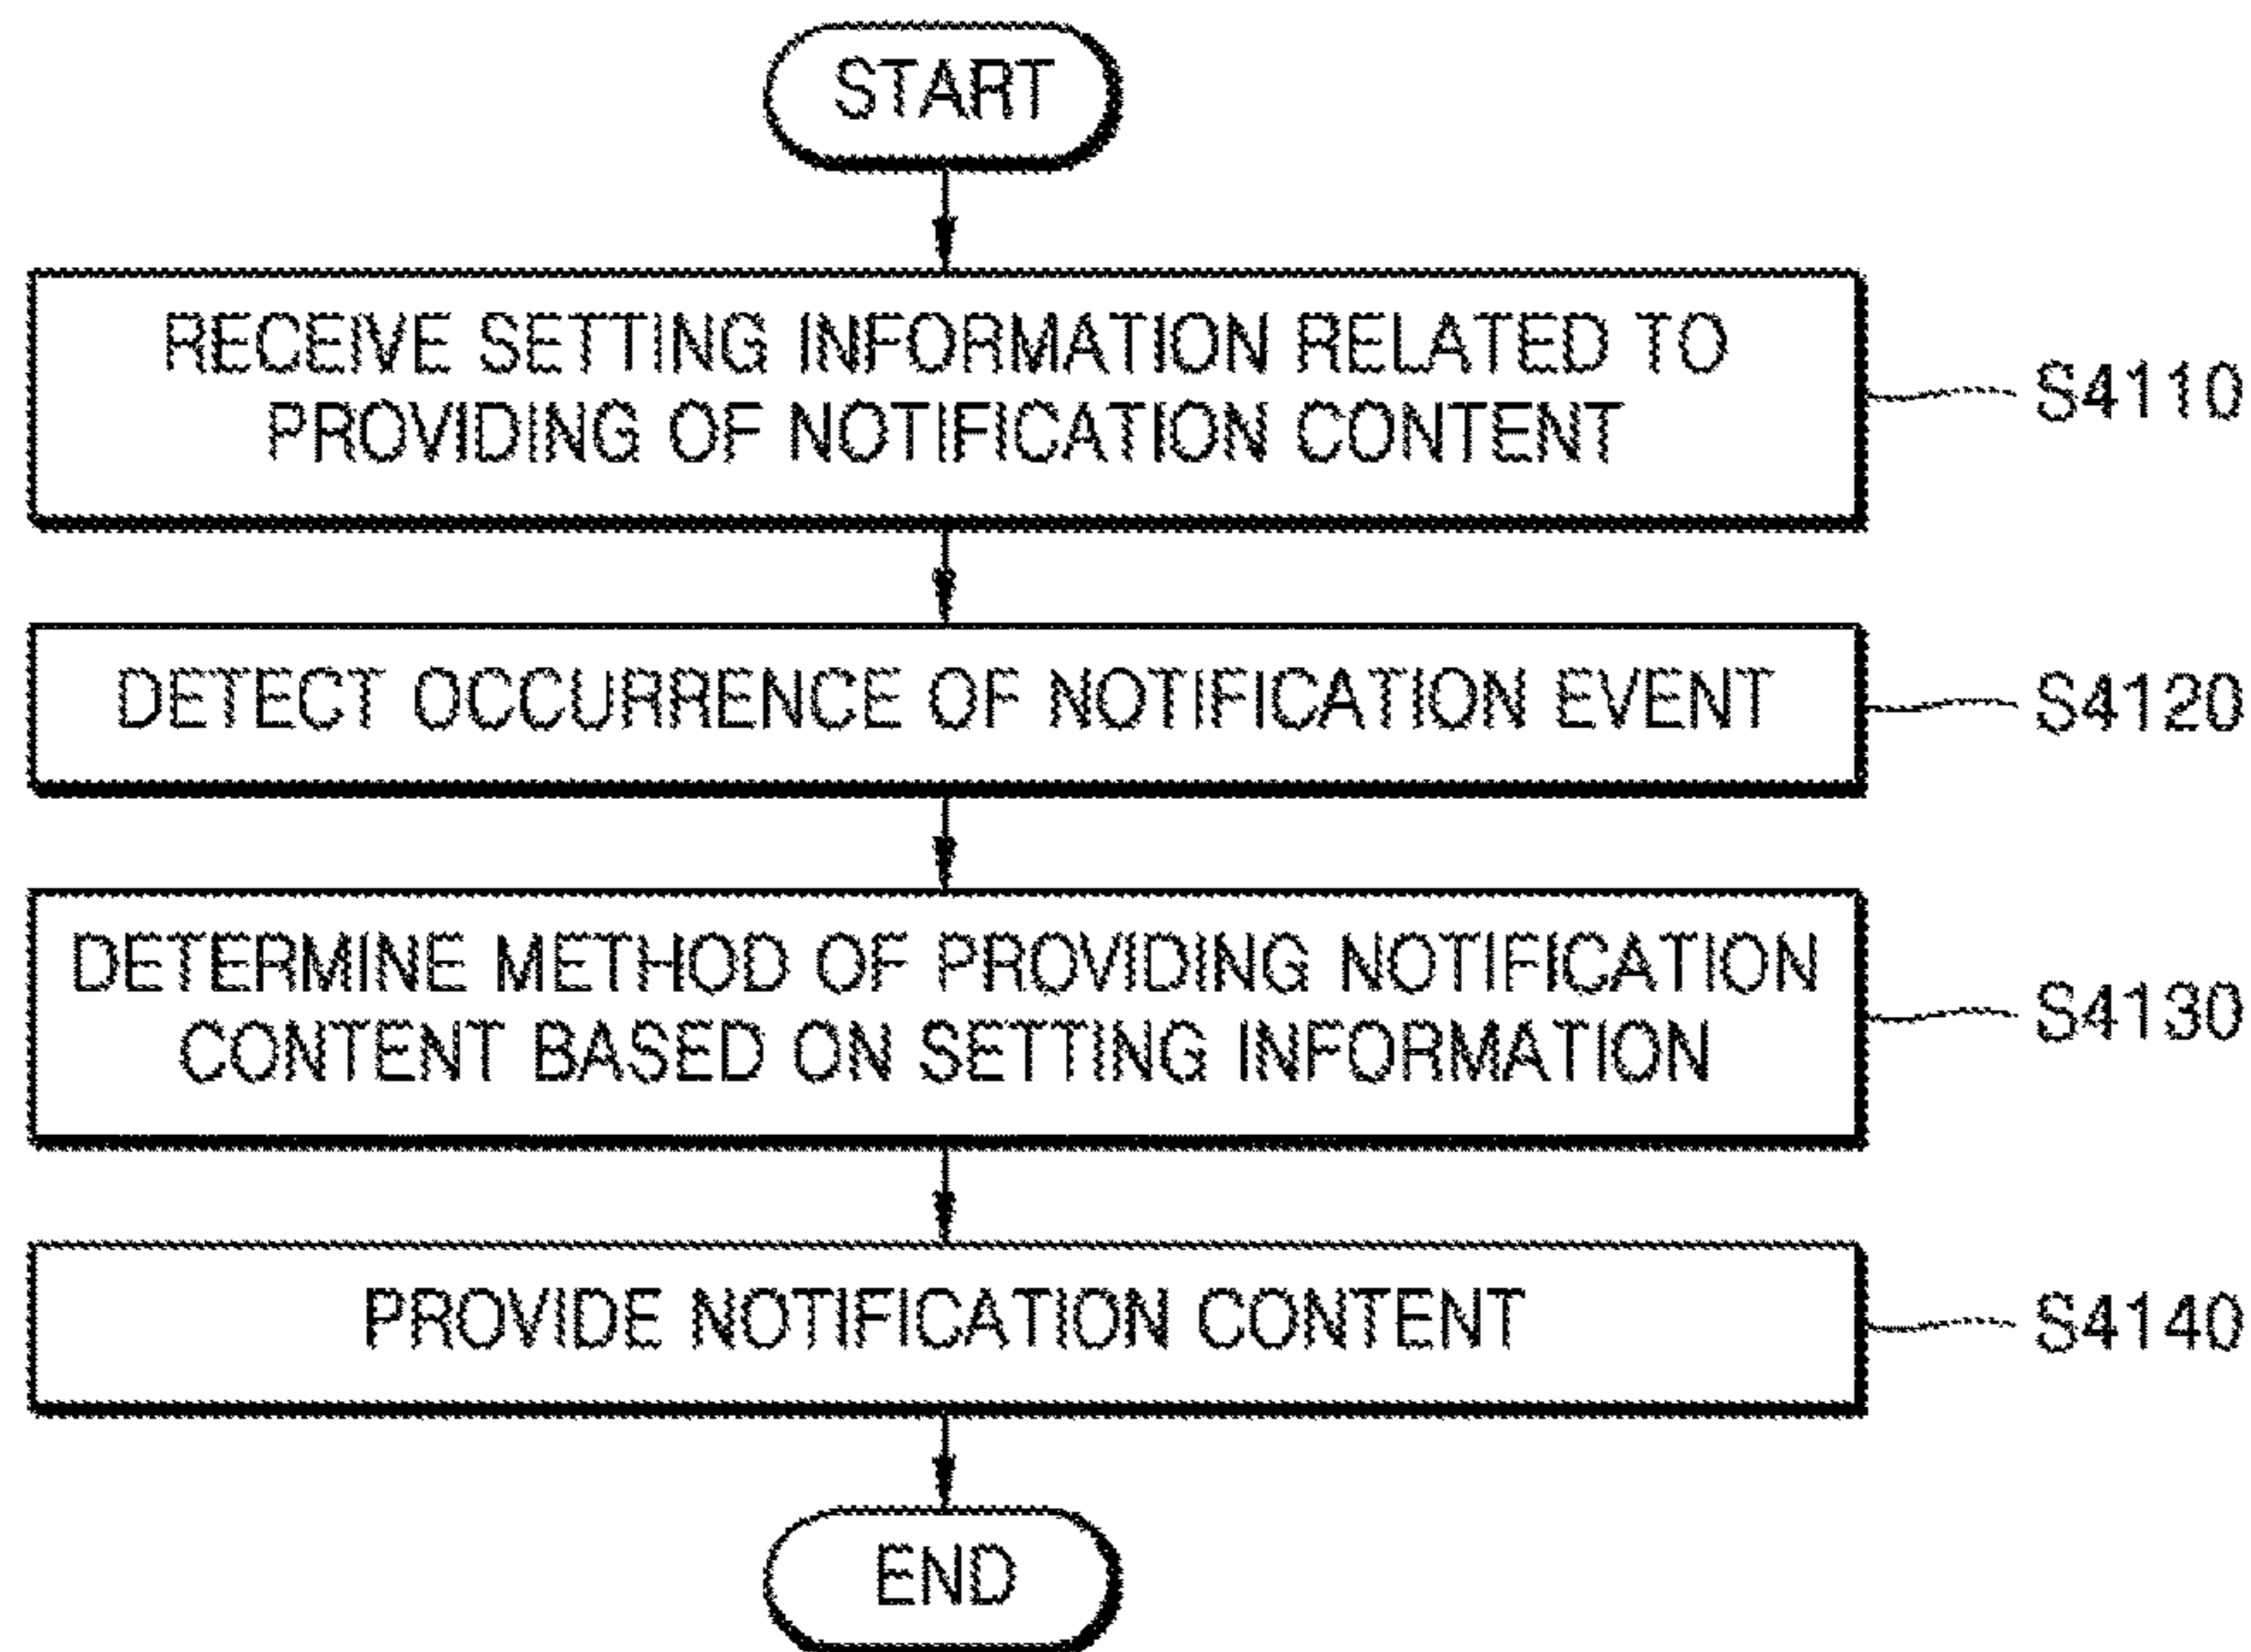 START
RECEIVE SETTING INFORMATION RELATED TO
PROVIDING OF NOTIFICATION CONTENT
S4110
DETECT OCCURRENCE OF NOTIFICATION EVENT
S4120
DETERMINE METHOD OF PROVIDING NOTIFICATION
CONTENT BASED ON SETTING INFORMATION
S4130
PROVIDE NOTIFICATION CONTENT
S4140
END